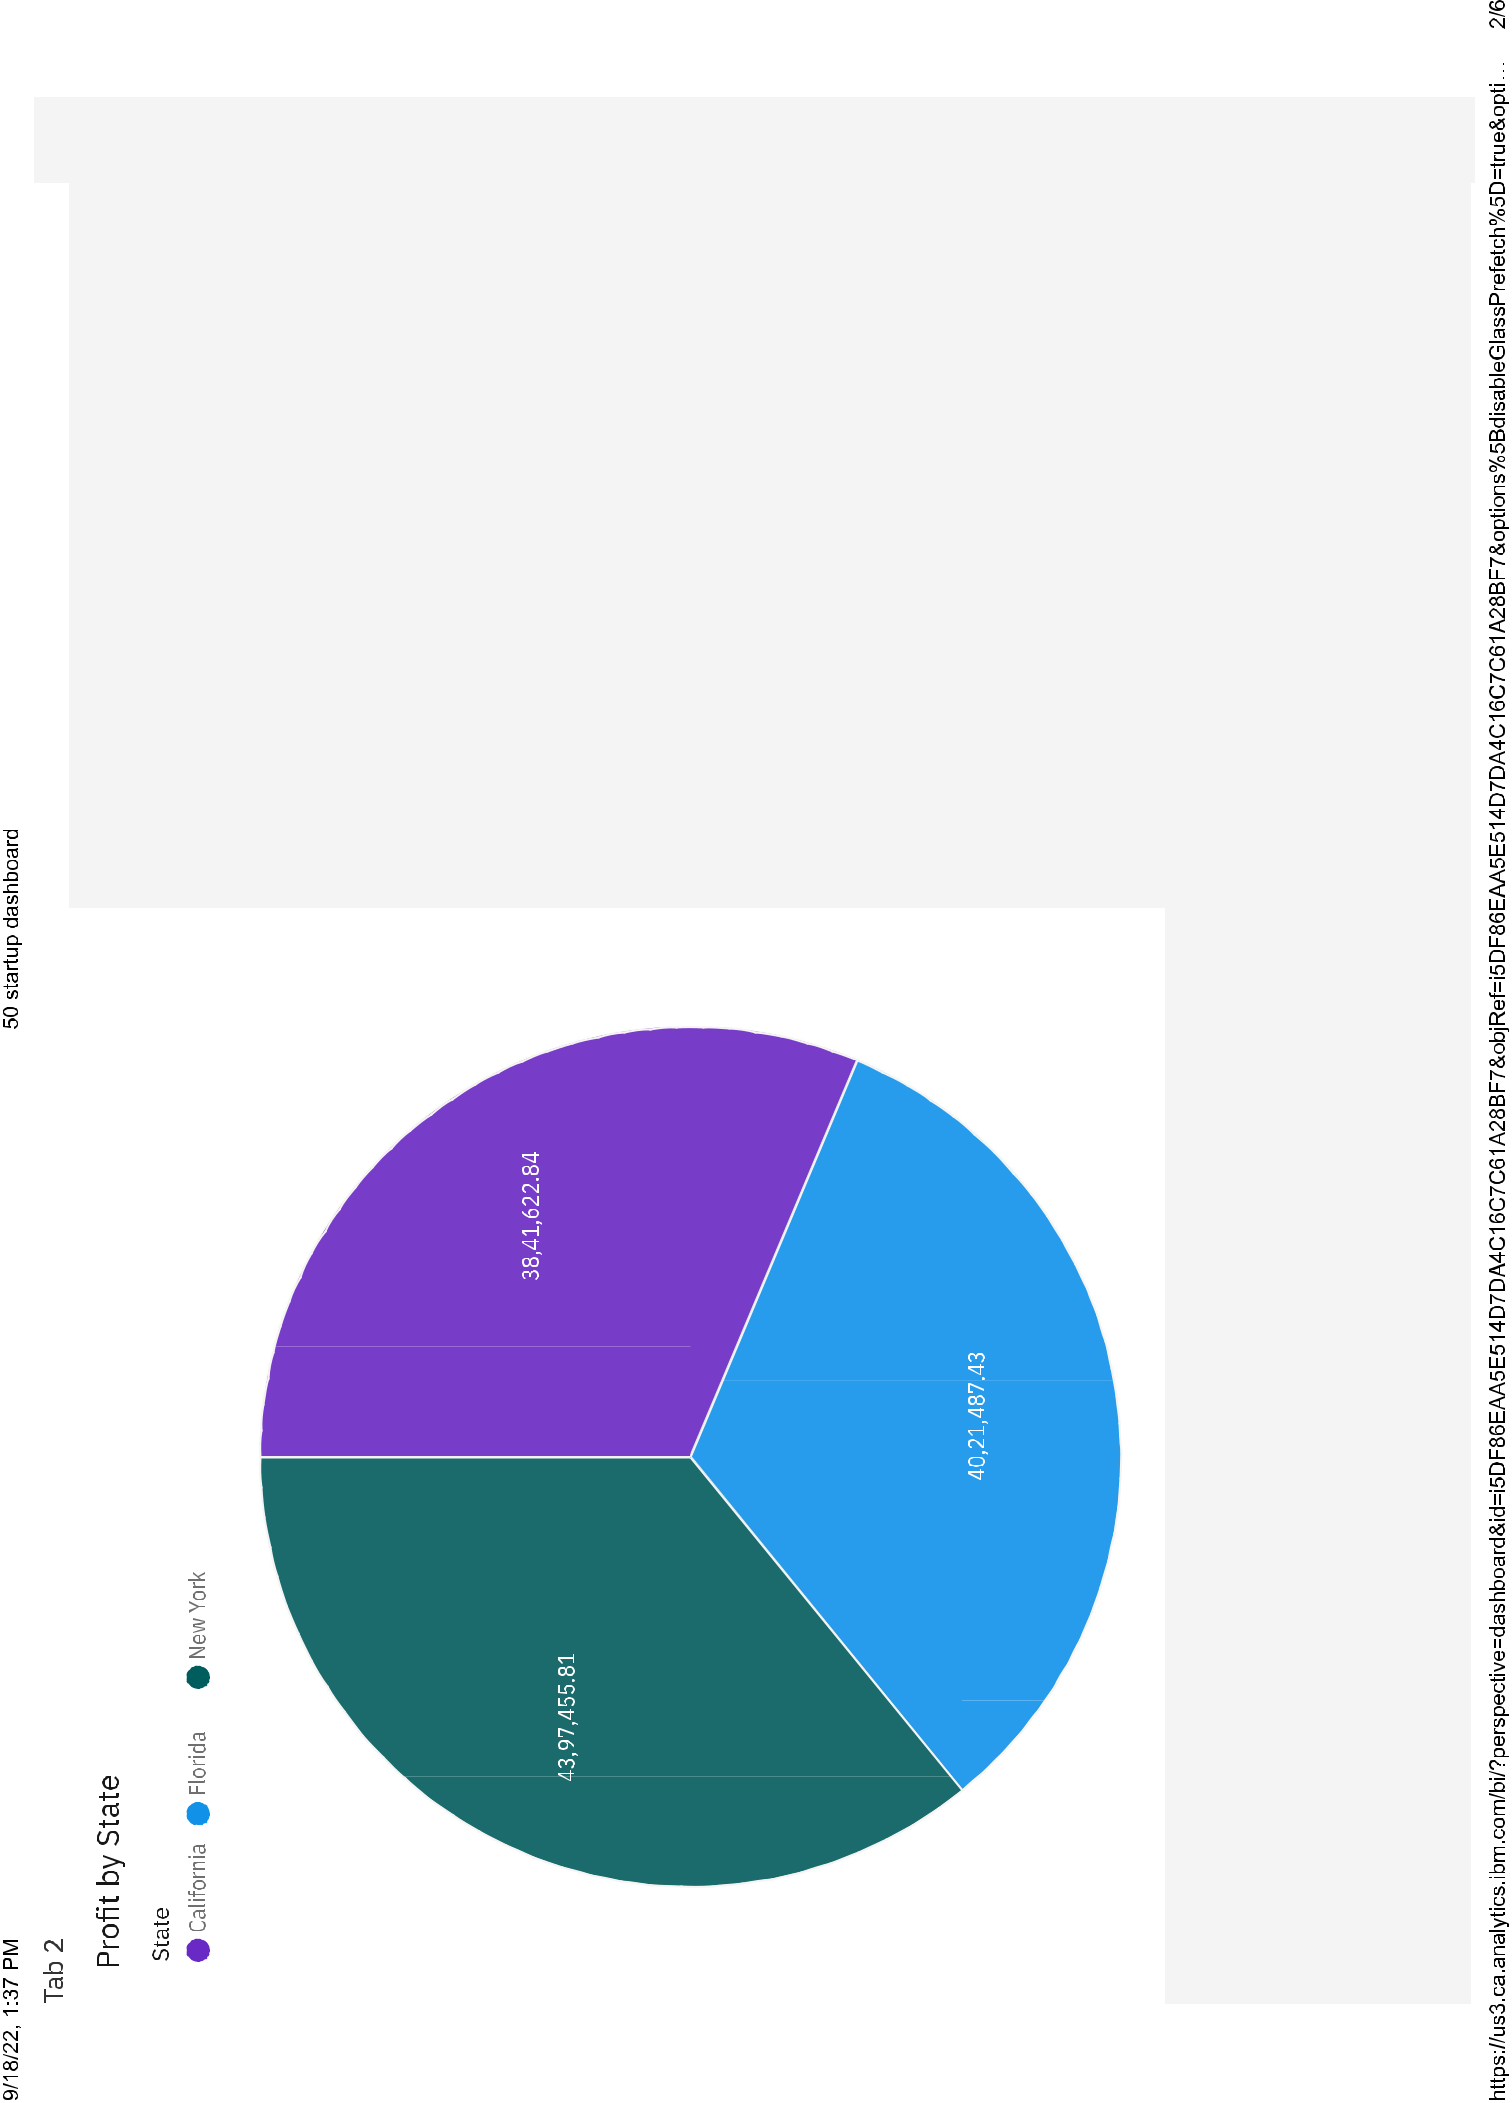 9/18/22, 1:37 PM
50 startup dashboard
Tab 2
Profit by State
State
California
Florida
New York
38,41,622.84
43,97,455.81
40,21,487.43
https://us3.ca.analytics.ibm.com/bi/?perspective=dashboard&id=i5DF86EAA5E514D7DA4C16C7C61A28BF7&objRef=i5DF86EAA5E514D7DA4C16C7C61A28BF7&options%5BdisableGlassPrefetch%5D=true&opti…
2/6